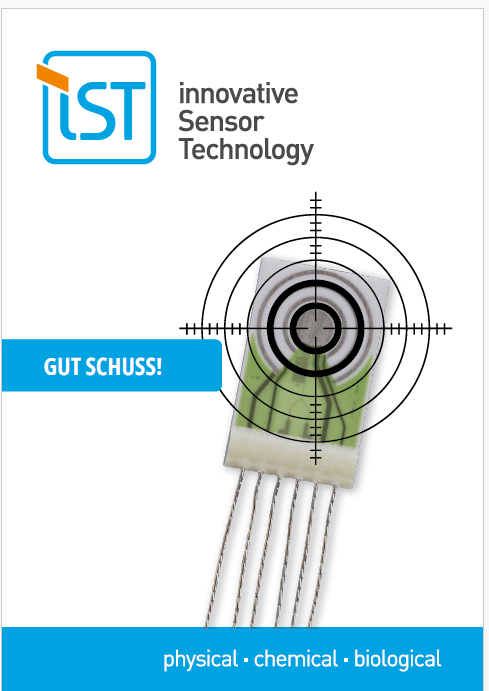 iST
innovative
Sensor
Technology
GUT SCHUSS!
physical · chemical · biological